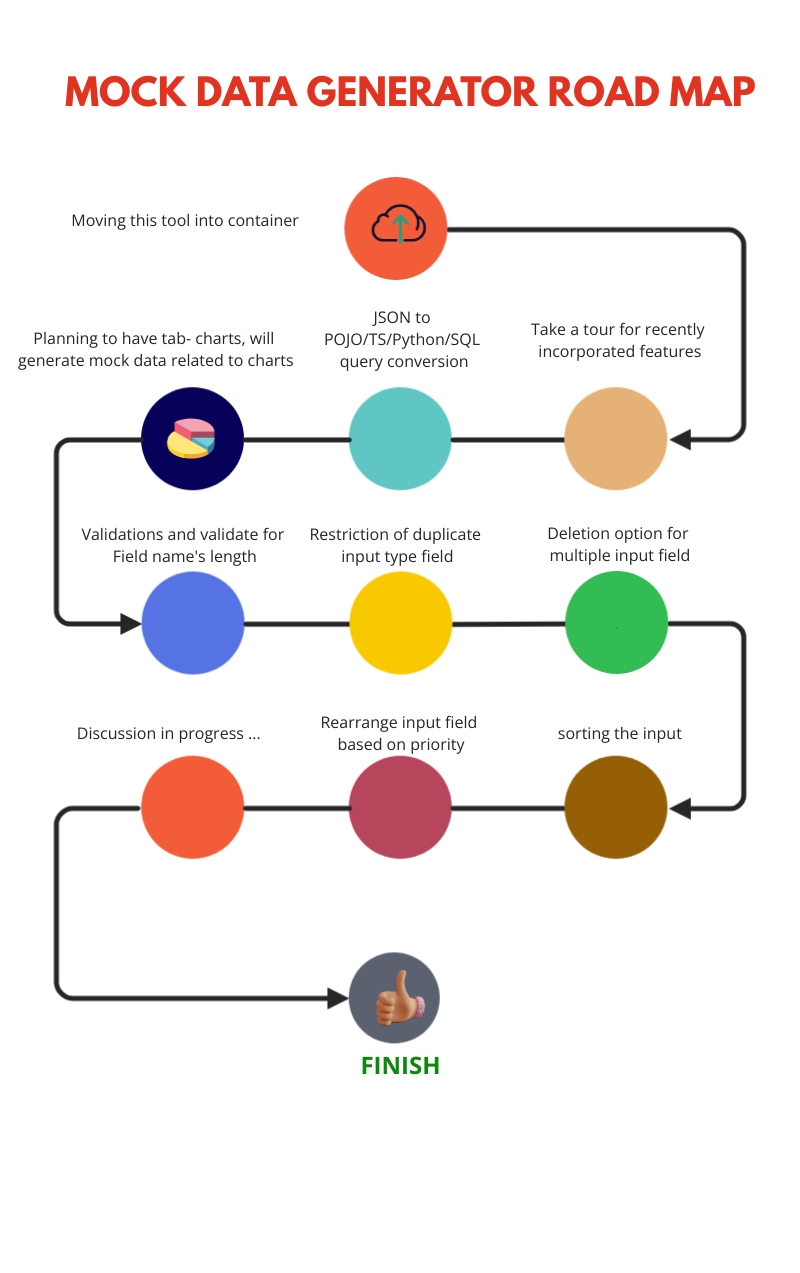 MOCK DATA GENERATOR ROAD MAP
Moving this tool into container
JSON to
POJO/TS/Python/SQL
query conversion
Planning to have tab- charts, will
generate mock data related to charts
Take a tour for recently
incorporated features
Validations and validate for
Field name's length
Restriction of duplicate
input type field
Deletion option for
multiple input field
Discussion in progress ...
Rearrange input field
based on priority
sorting the input
FINISH